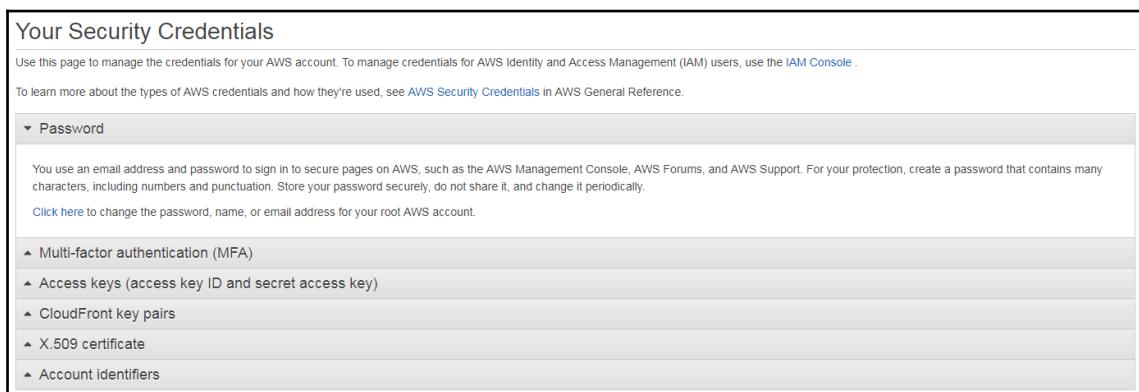 Your Security Credentials
Use this page to manage the credentials for your AWS account. To manage credentials for AWS Identity and Access Management (IAM) users, use the IAM Console .
To learn more about the types of AWS credentials and how they're used, see AWS Security Credentials in AWS General Reference.
Password
You use an email address and password to sign in to secure pages on AWS, such as the AWS Management Console, AWS Forums, and AWS Support. For your protection, create a password that contains many
characters, including numbers and punctuation. Store your password securely, do not share it, and change it periodically.
Click here to change the password, name, or email address for your root AWS account.
Multi-factor authentication (MFA)
Access keys (access key ID and secret access key)
CloudFront key pairs
X.509 certificate
Account identifiers